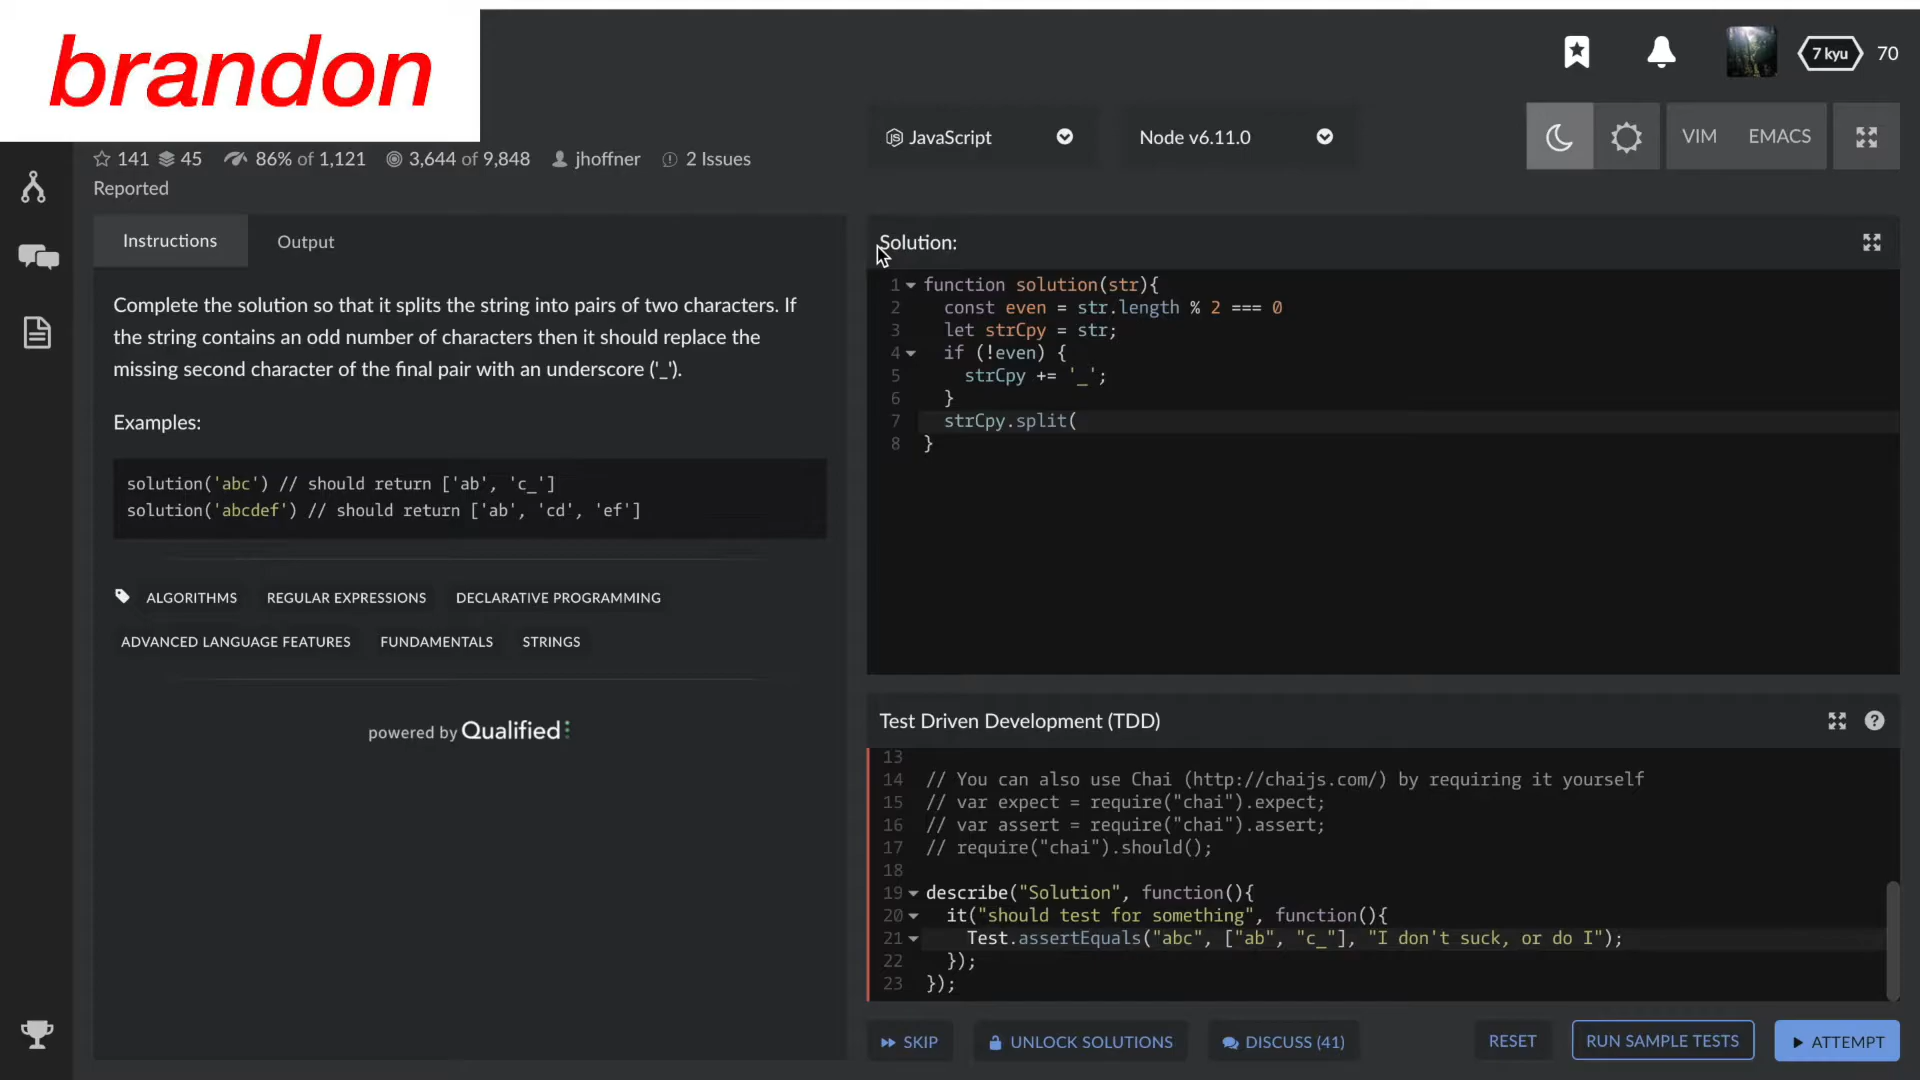 brandon
7 kyu 70
JavaScript
Node v6.11.0
VIM EMACS
141 45 86% of 1,121 3,644 of 9,848 jhoffner 2 Issues
Reported
Instructions Output
Complete the solution so that it splits the string into pairs of two characters. If
the string contains an odd number of characters then it should replace the
missing second character of the final pair with an underscore ('_').
Examples:
solution('abc') // should return ['ab', 'c_']
solution('abcdef') // should return ['ab', 'cd', 'ef']
ALGORITHMS REGULAR EXPRESSIONS DECLARATIVE PROGRAMMING
ADVANCED LANGUAGE FEATURES FUNDAMENTALS STRINGS
powered by Qualified
Solution:
1 function solution(str){
2 const even = str.length % 2 === 0
3 let strCpy = str;
4 if (!even) {
5 strCpy += '_';
6 }
7 strCpy.split(
8 }
Test Driven Development (TDD)
13
14 // You can also use Chai (http://chaijs.com/) by requiring it yourself
15 // var expect = require("chai").expect;
16 // var assert = require("chai").assert;
17 // require("chai").should();
18
19 describe("Solution", function(){
20 it("should test for something", function(){
21 Test.assertEquals("abc", ["ab", "c_"], "I don't suck, or do I");
22 });
23 });
SKIP UNLOCK SOLUTIONS DISCUSS (41) RESET RUN SAMPLE TESTS ATTEMPT